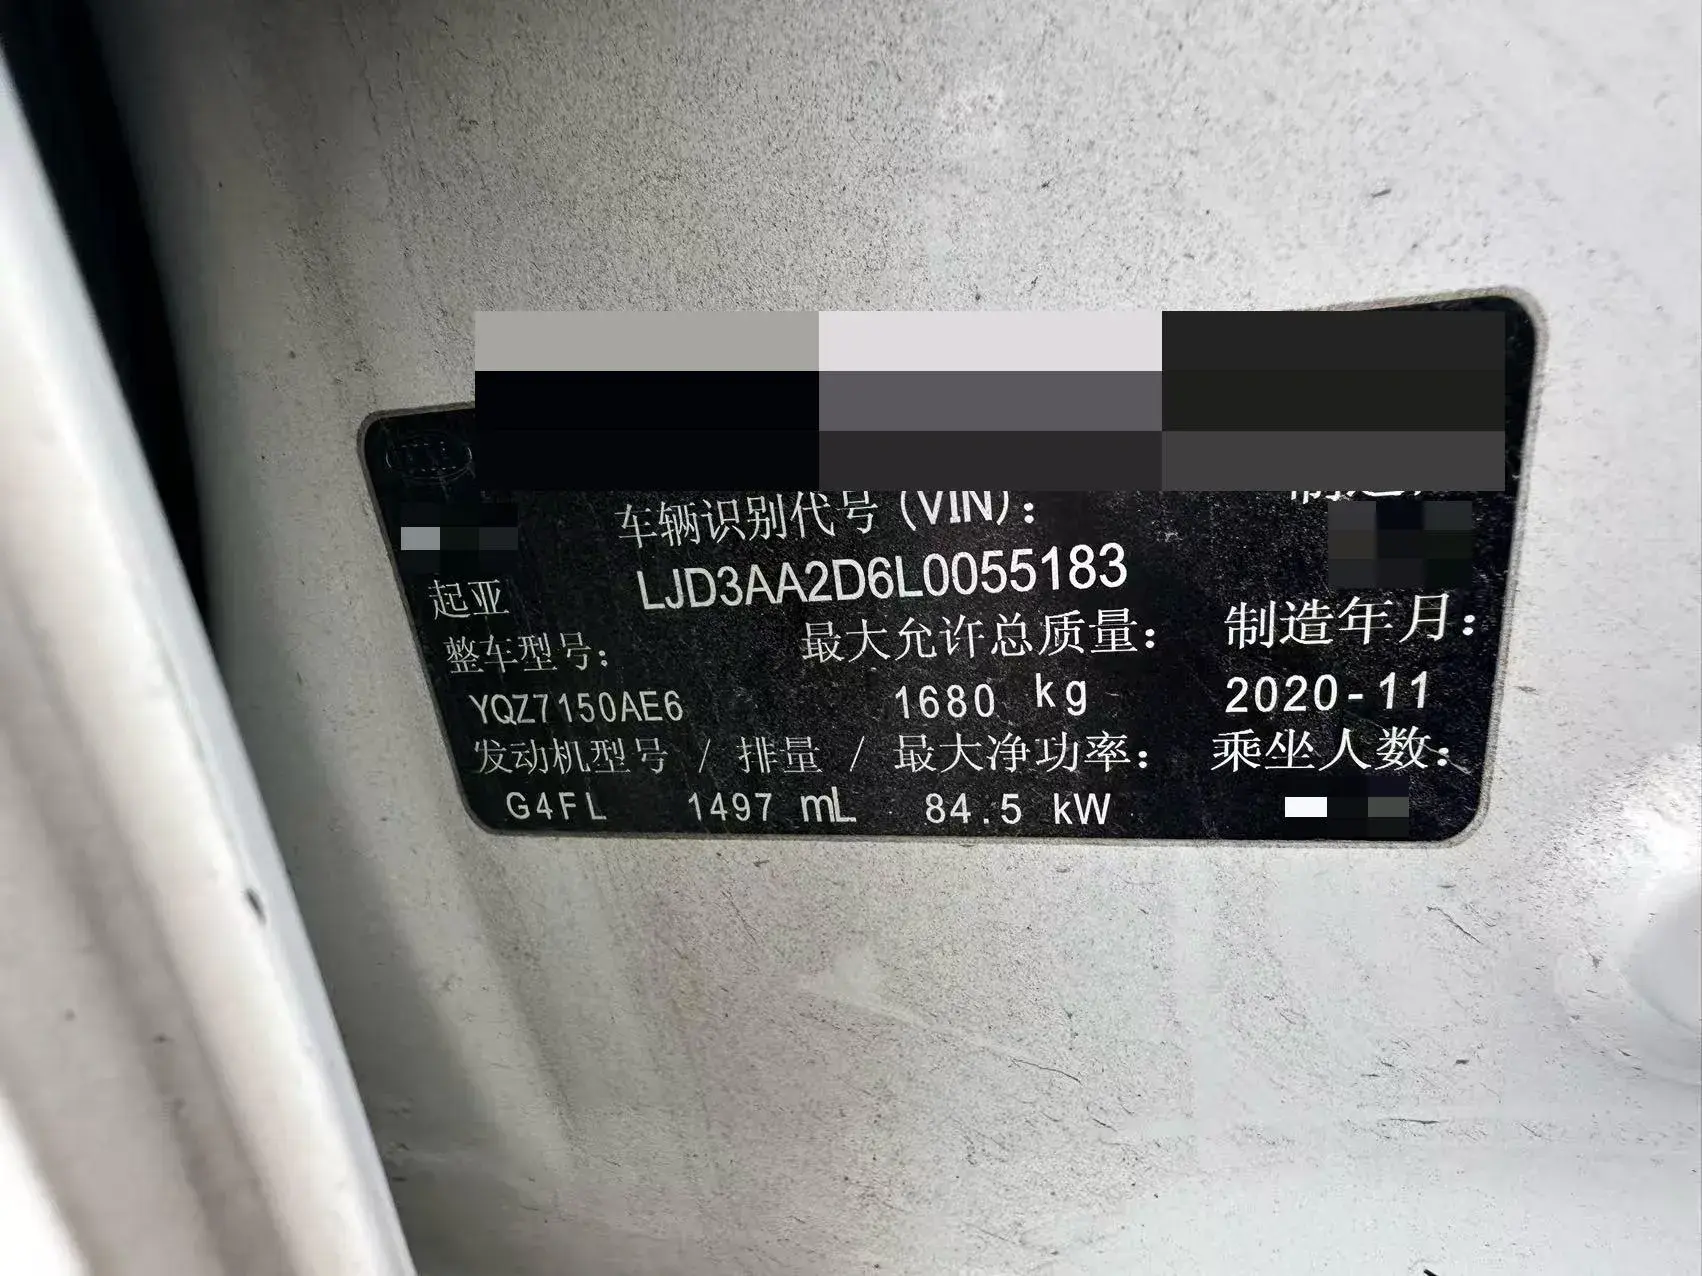 车辆识别代号(VIN):
LJD3AA2D6L0055183
起亚
整车型号:
YQZ7150AE6
最大允许总质量:
1680 kg
制造年月:
2020-11
发动机型号 / 排量 / 最大净功率:
G4FL 1497 mL 84.5 kW
乘坐人数: